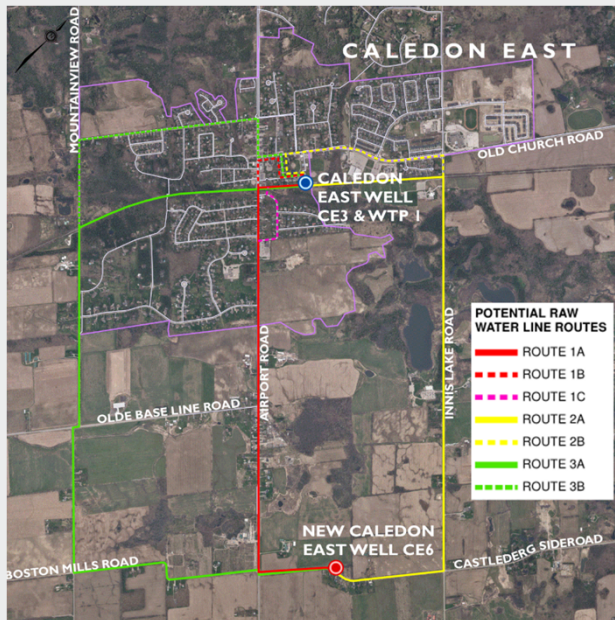 CALEDON EAST
MOUNTAINVIEW ROAD
OLD CHURCH ROAD
CALEDON
EAST WELL
CE3 & WTP 1
POTENTIAL RAW
WATER LINE ROUTES
ROUTE 1A
ROUTE 1B
ROUTE 1C
ROUTE 2A
ROUTE 2B
ROUTE 3A
ROUTE 3B
AIRPORT ROAD
INNIS LAKE ROAD
OLDE BASE LINE ROAD
NEW CALEDON
EAST WELL CE6
BOSTON MILLS ROAD
CASTLEDERG SIDEROAD